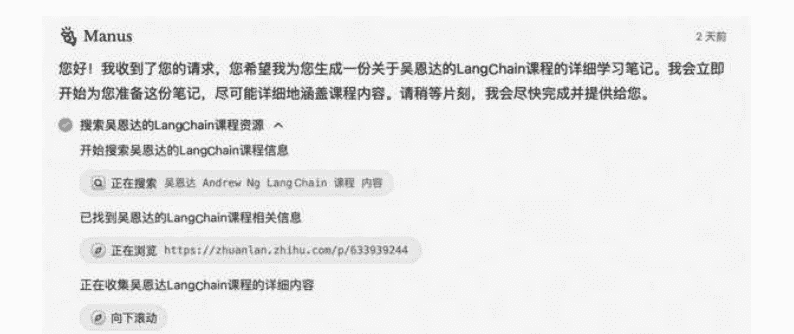 Manus
2 天前
您好！我收到了您的请求，您希望我为您生成一份关于吴恩达的LangChain课程的详细学习笔记。我会立即
开始为您准备这份笔记，尽可能详细地涵盖课程内容。请稍等片刻，我会尽快完成并提供给您。
搜索吴恩达的LangChain课程资源
开始搜索吴恩达的LangChain课程信息
正在搜索 吴恩达 Andrew Ng LangChain 课程 内容
已找到吴恩达的LangChain课程相关信息
正在浏览 https://zhuanlan.zhihu.com/p/633939244
正在收集吴恩达LangChain课程的详细内容
向下滚动